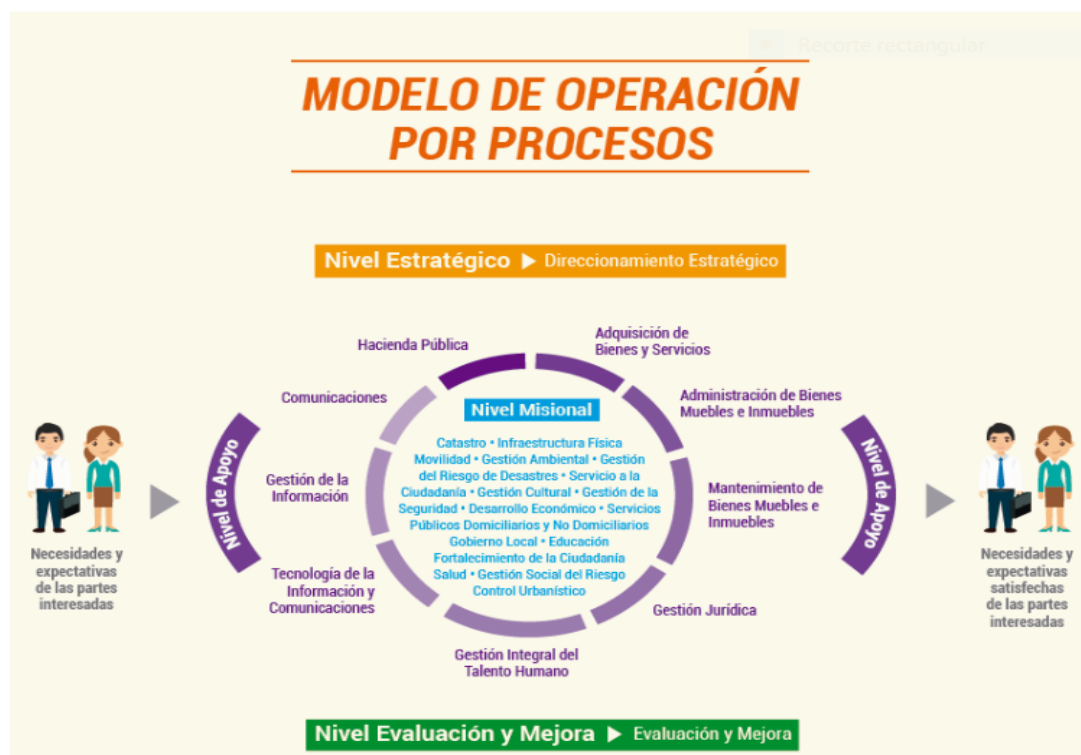 Recorte rectangular
MODELO DE OPERACIÓN
POR PROCESOS
Nivel Estratégico ▶ Direccionamiento Estratégico
Hacienda Pública
Adquisición de
Bienes y Servicios
Comunicaciones
Administración de Bienes
Muebles e Inmuebles
Nivel Misional
Catastro • Infraestructura Física
Movilidad • Gestión Ambiental • Gestión
del Riesgo de Desastres • Servicio a la
Ciudadanía • Gestión Cultural • Gestión de la
Seguridad • Desarrollo Económico • Servicios
Públicos Domiciliarios y No Domiciliarios
Gobierno Local • Educación
Fortalecimiento de la Ciudadanía
Salud • Gestión Social del Riesgo
Control Urbanístico
Nivel de Apoyo
Nivel de Apoyo
Gestión de la
Información
Mantenimiento de
Bienes Muebles e
Inmuebles
Necesidades y
expectativas
de las partes
interesadas
Necesidades y
expectativas
satisfechas
de las partes
interesadas
Tecnología de la
Información y
Comunicaciones
Gestión Jurídica
Gestión Integral del
Talento Humano
Nivel Evaluación y Mejora ▶ Evaluación y Mejora